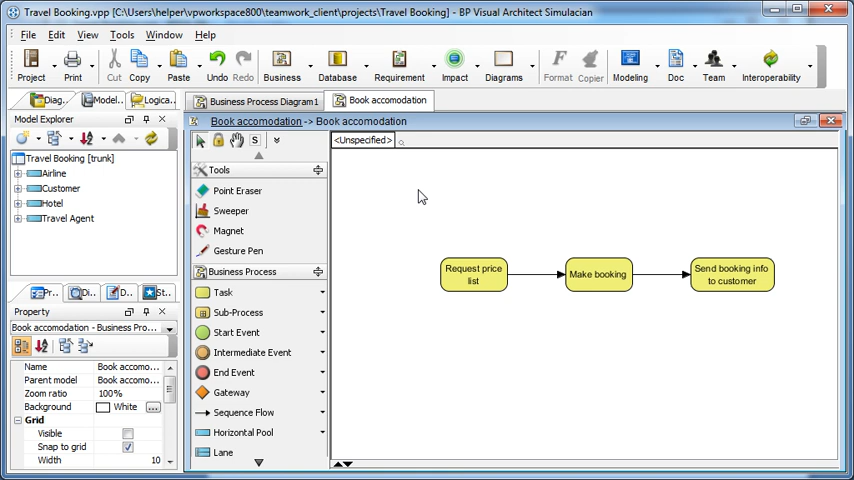 Travel Booking.vpp [C:\Users\helper\vpworkspace800\teamwork_client\projects\Travel Booking] - BP Visual Architect Simulacian
File Edit View Tools Window Help
Project Print Cut Copy Paste Undo Redo Business Database Requirement Impact Diagrams Format Copier Modeling Doc Team Interoperability
Diag... Model... Logica... Business Process Diagram1 Book accomodation
Model Explorer
Book accomodation -> Book accomodation
<Unspecified>
Travel Booking [trunk]
Airline
Customer
Hotel
Travel Agent
Pr... Di... D... St...
Property
Book accomodation - Business Pro...
Name Book accomo...
Parent model Book accomo...
Zoom ratio 100%
Background White ...
Grid
Visible
Snap to grid
Width 10
S
Tools
Point Eraser
Sweeper
Magnet
Gesture Pen
Business Process
Task
Sub-Process
Start Event
Intermediate Event
End Event
Gateway
Sequence Flow
Horizontal Pool
Lane
Request price
list
Make booking
Send booking info
to customer